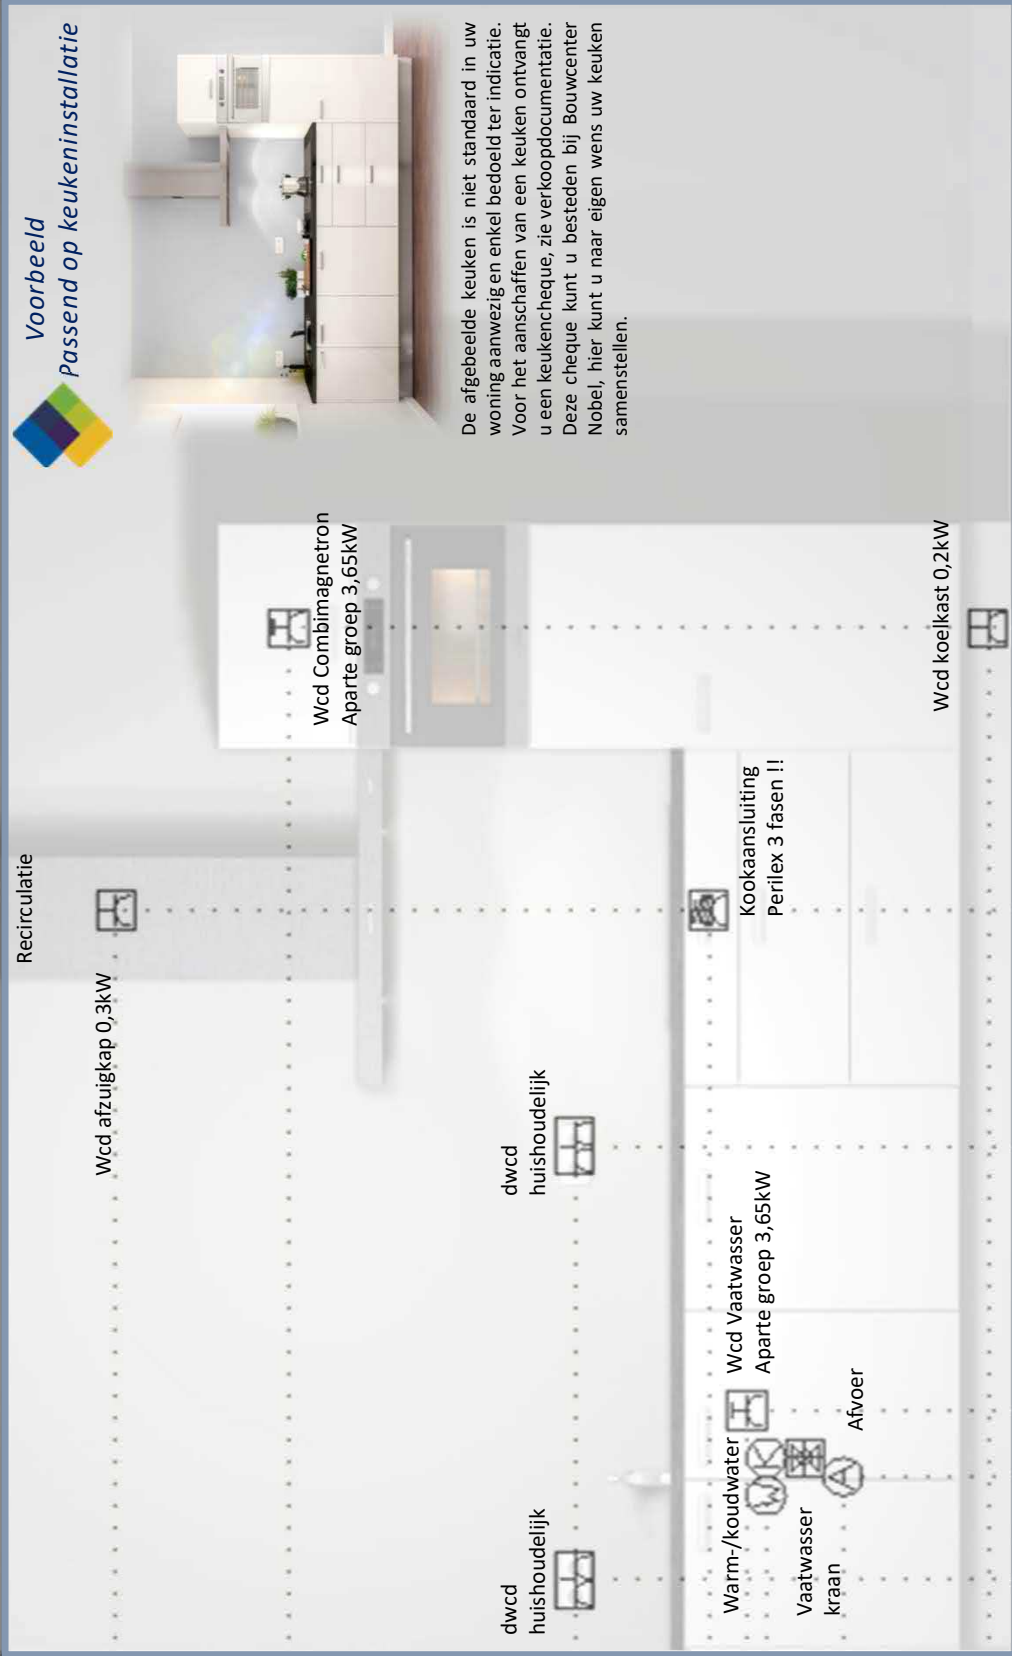 Voorbeeld
Passend op keukeninstallatie
De afgebeelde keuken is niet standaard in uw
woning aanwezig en enkel bedoeld ter indicatie.
Voor het aanschaffen van een keuken ontvangt
u een keukencheque, zie verkoopdocumentatie.
Deze cheque kunt u besteden bij Bouwcenter
Nobel, hier kunt u naar eigen wens uw keuken
samenstellen.
Recirculatie
Wcd afzuigkap 0,3kW
Wcd Combimagnetron
Aparte groep 3,65kW
dwcd
huishoudelijk
dwcd
huishoudelijk
Kookaansluiting
Perilex 3 fasen !!
Wcd Vaatwasser
Aparte groep 3,65kW
Warm-/koudwater
W
K
Vaatwasser
kraan
A
Afvoer
Wcd koelkast 0,2kW